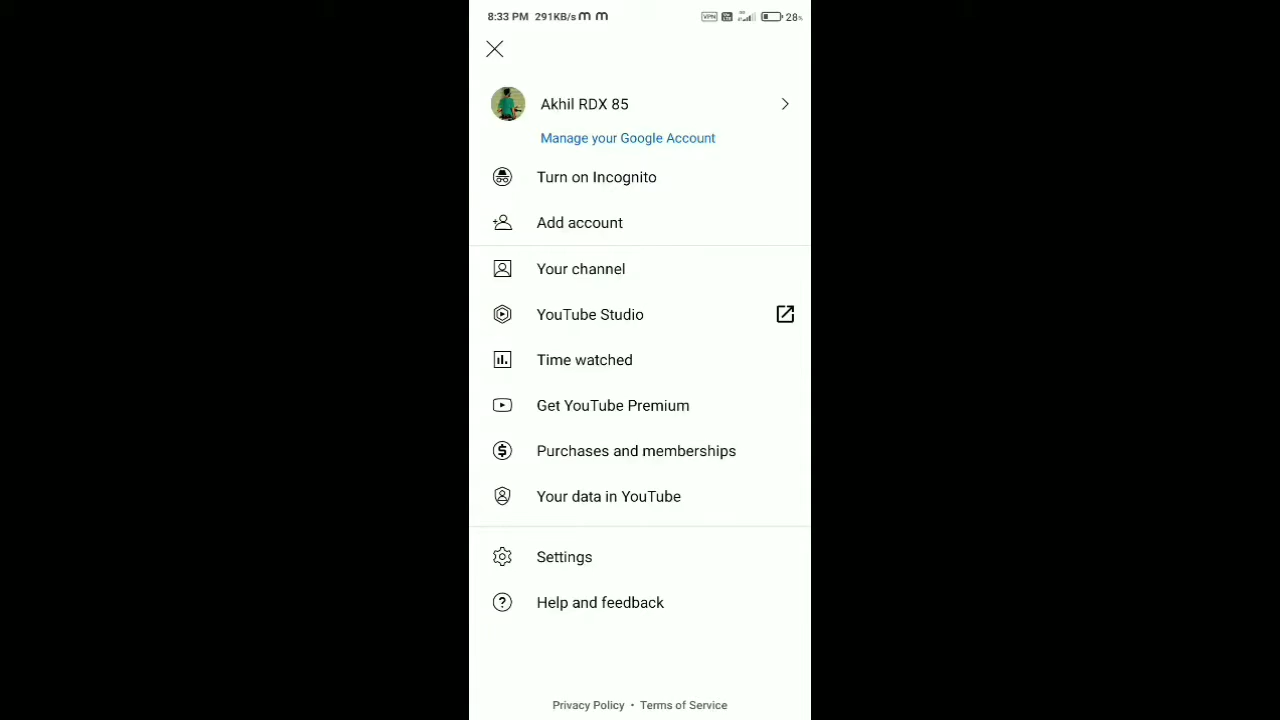 8:33 PM 291KB/s m m VPN 28%
Akhil RDX 85
Manage your Google Account
Turn on Incognito
Add account
Your channel
YouTube Studio
Time watched
Get YouTube Premium
Purchases and memberships
Your data in YouTube
Settings
Help and feedback
Privacy Policy • Terms of Service